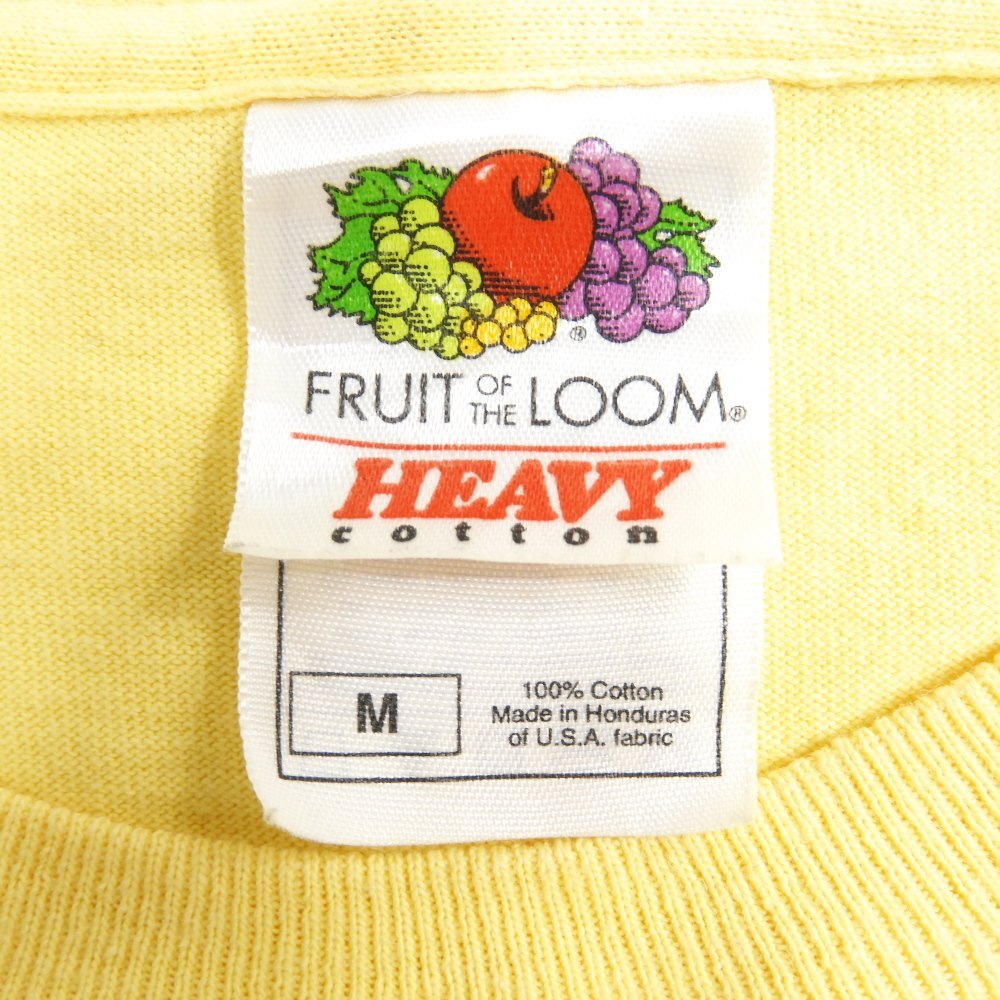 ®
FRUIT OF THE LOOM®
HEAVY
cotton
M
100% Cotton
Made in Honduras
of U.S.A. fabric